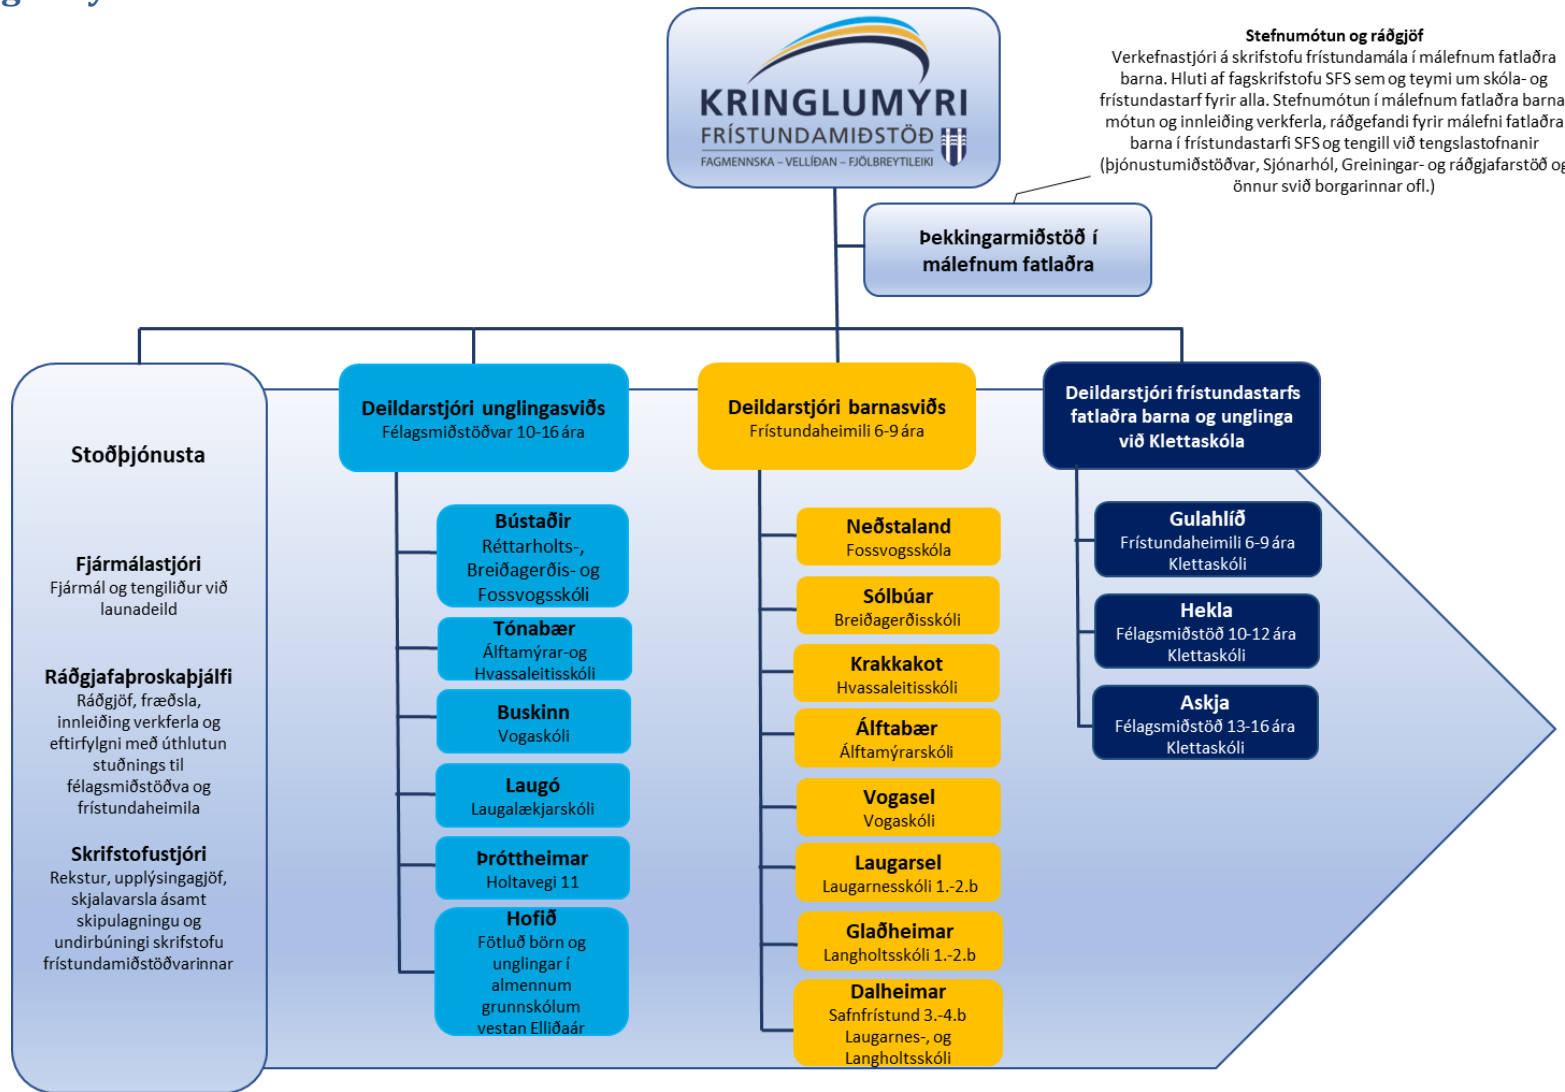 KRINGLUMYRI
FRÍSTUNDAMIÐSTÖÐ
FAGMENNSKA – VELLÍÐAN – FJÖLBREYTILEIKI
Stefnumótun og ráðgjöf
Verkefnastjóri á skrifstofu frístundamála í málefnum fatlaðra
barna. Hluti af fagskrifstofu SFS sem og teymi um skóla- og
frístundastarf fyrir alla. Stefnumótun í málefnum fatlaðra barna
mótun og innleiðing verkferla, ráðgefandi fyrir málefni fatlaðra
barna í frístundastarfi SFS og tengill við tengslastofnanir
(þjónustumiðstöðvar, Sjónarhól, Greiningar- og ráðgjafarstöð og
önnur svið borgarinnar ofl.)
Þekkingarmiðstöð í
málefnum fatlaðra
Stoðþjónusta
Fjármálastjóri
Fjármál og tengiliður við
launadeild
Ráðgjafaþroskaþjálfi
Ráðgjöf, fræðsla,
innleiðing verkferla og
eftirfylgni með úthlutun
stuðnings til
félagsmiðstöðva og
frístundaheimila
Skrifstofustjóri
Rekstur, upplýsingagjöf,
skjalavarsla ásamt
skipulagningu og
undirbúningi skrifstofu
frístundamiðstöðvarinnar
Deildarstjóri unglingasviðs
Félagsmiðstöðvar 10-16 ára
Bústaðir
Réttarholts-,
Breiðagerðis- og
Fossvogsskóli
Tónabær
Álftamýrar-og
Hvassaleitisskóli
Buskinn
Vogaskóli
Laugó
Laugalækjarskóli
Þróttheimar
Holtavegi 11
Hofið
Fötluð börn og
unglingar í
almennum
grunnskólum
vestan Elliðaár
Deildarstjóri barnasviðs
Frístundaheimili 6-9 ára
Neðstaland
Fossvogsskóla
Sólbúar
Breiðagerðisskóli
Krakkakot
Hvassaleitisskóli
Álftabær
Álftamýrarskóli
Vogasel
Vogaskóli
Laugarsel
Laugarnesskóli 1.-2.b
Glaðheimar
Langholtsskóli 1.-2.b
Dalheimar
Safnfrístund 3.-4.b
Laugarnes-, og
Langholtsskóli
Deildarstjóri frístundastarfs
fatlaðra barna og unglinga
við Klettaskóla
Gulahlíð
Frístundaheimili 6-9 ára
Klettaskóli
Hekla
Félagsmiðstöð 10-12 ára
Klettaskóli
Askja
Félagsmiðstöð 13-16 ára
Klettaskóli